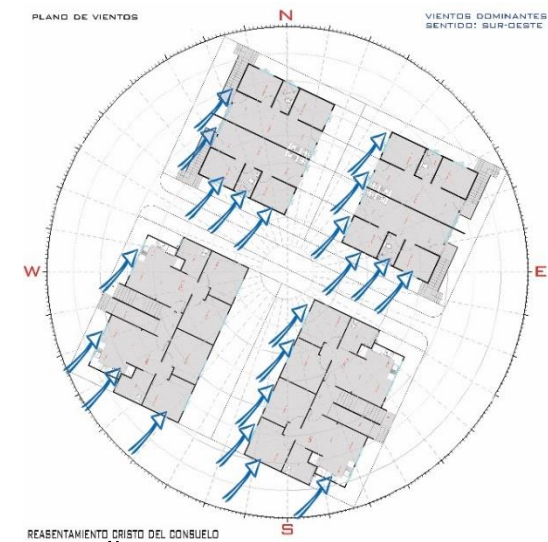 PLANO DE VIENTOS
VIENTOS DOMINANTES
SENTIDO: SUR-OESTE
N
W
E
S
REASENTAMIENTO CRISTO DEL CONSUELO